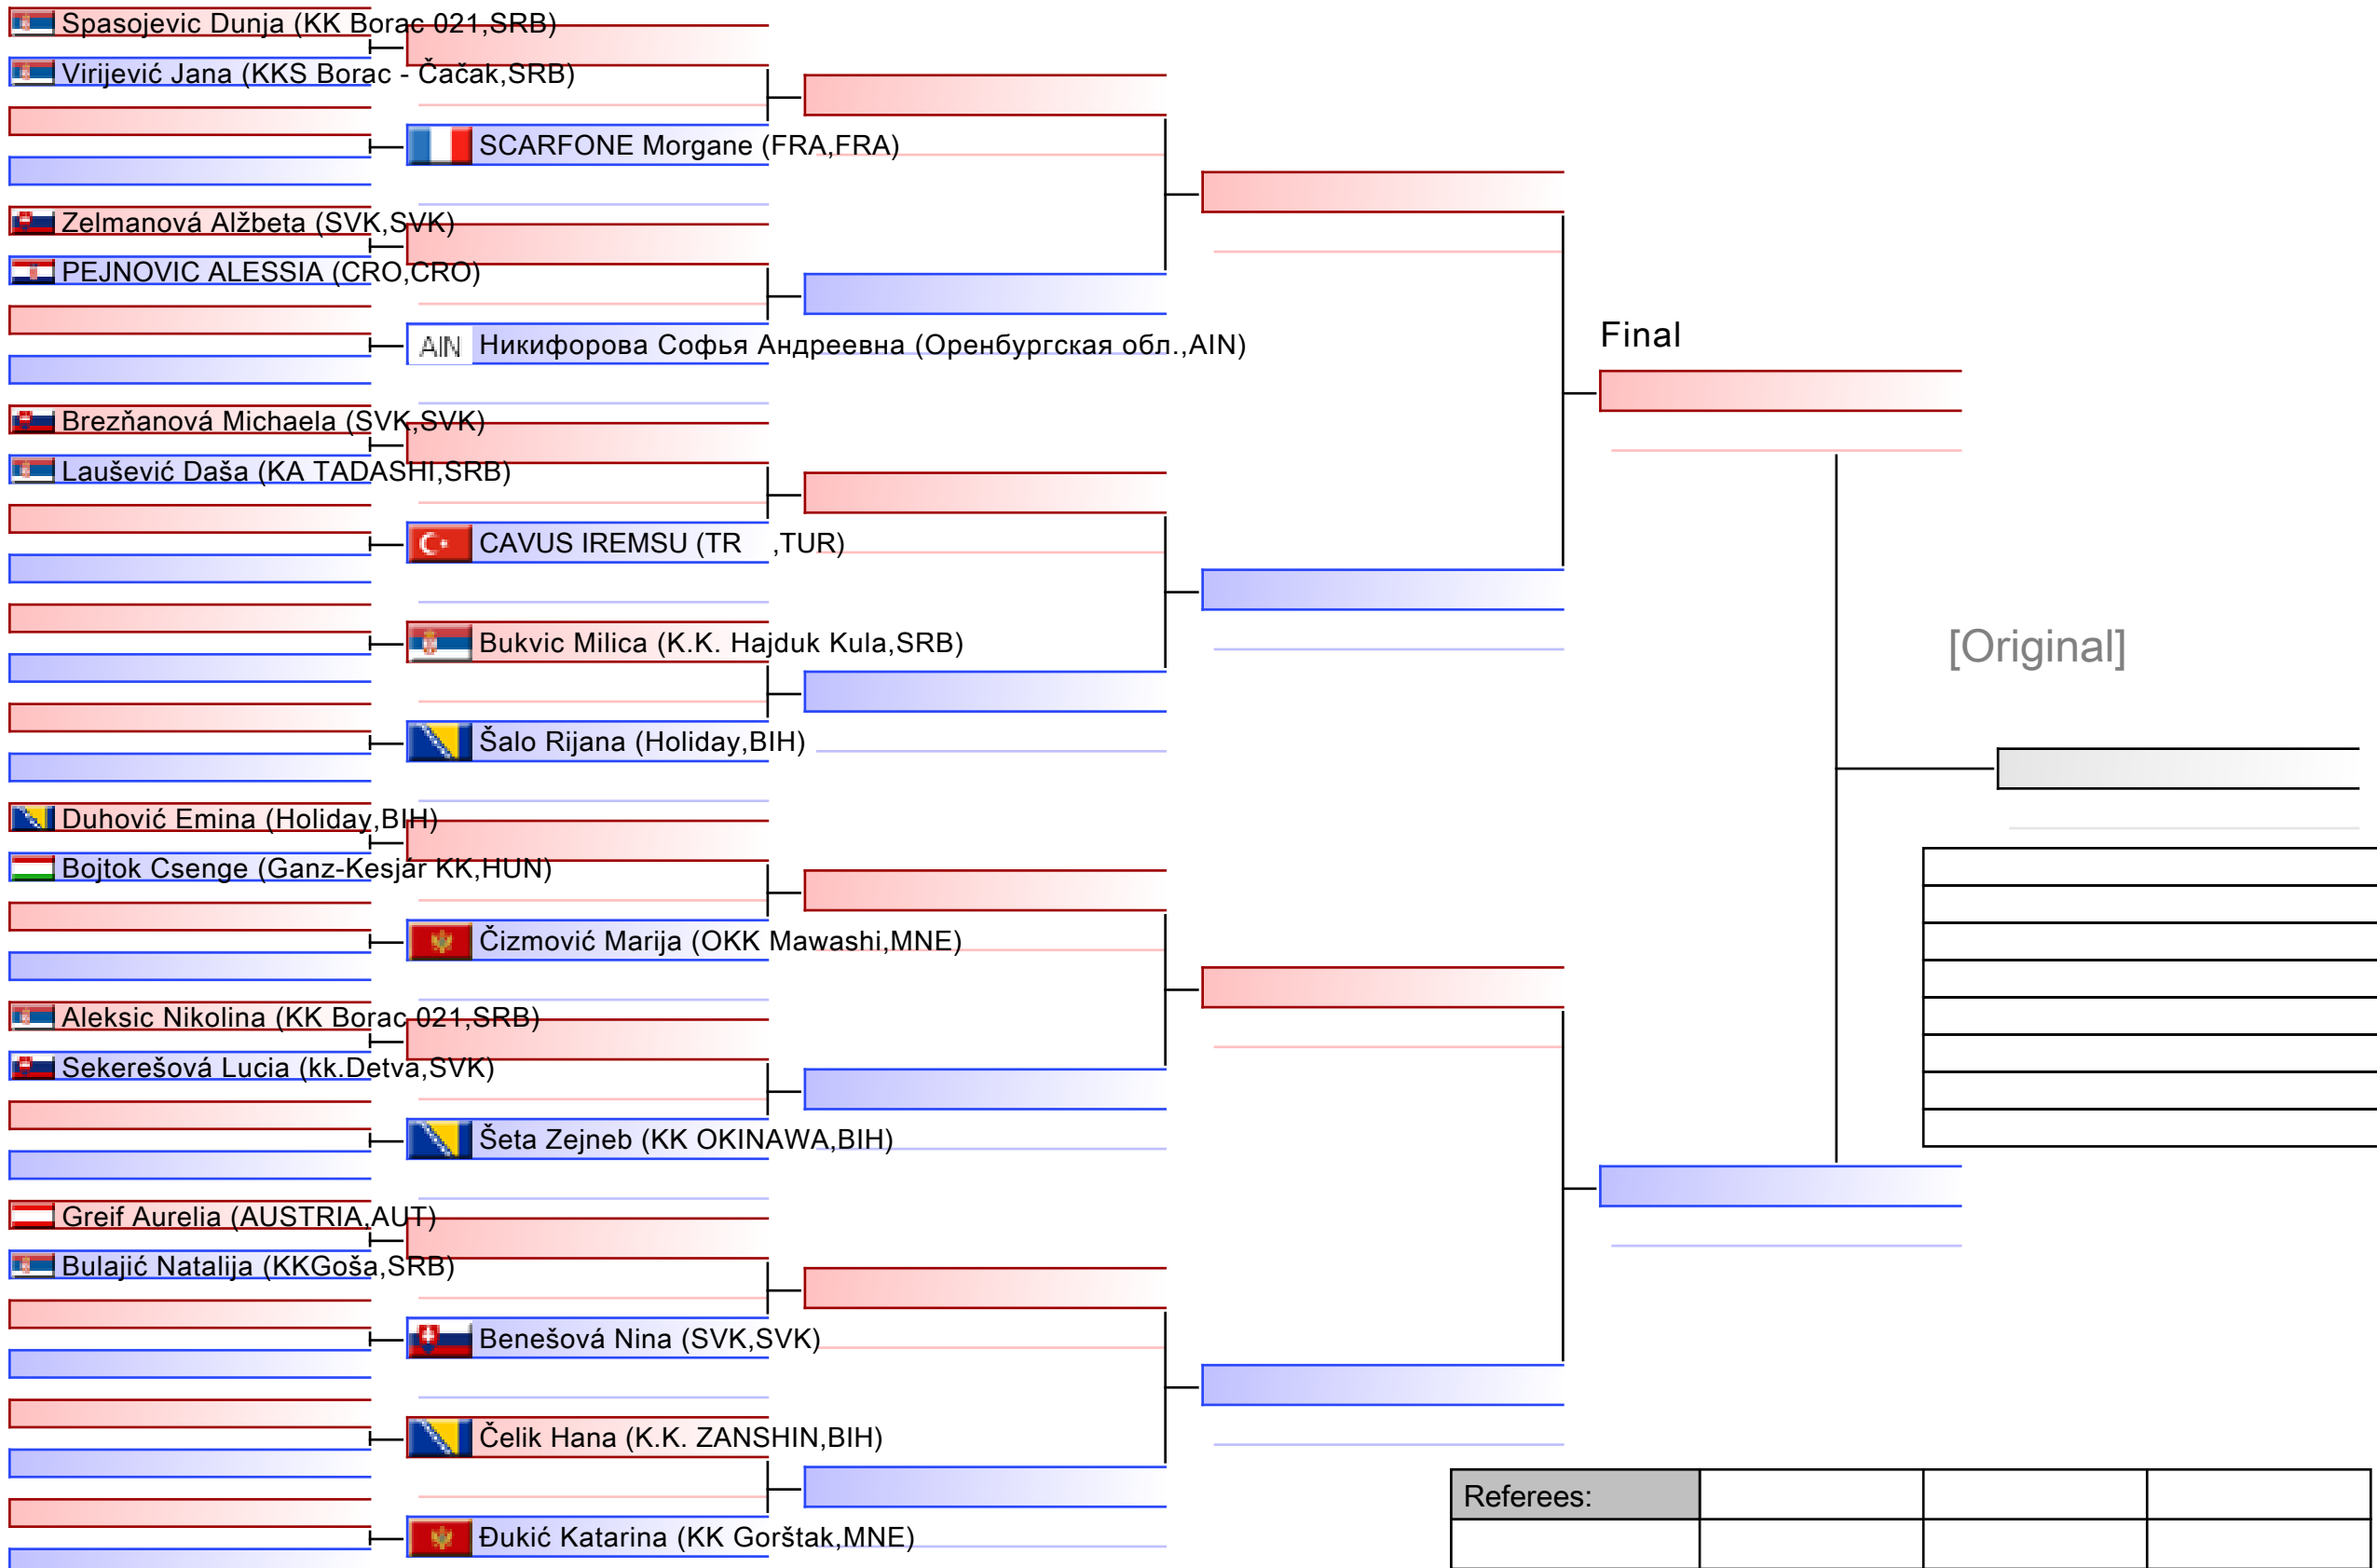 Spasojevic Dunja (KK Borac 021,SRB)
Virijević Jana (KKS Borac - Čačak,SRB)
SCARFONE Morgane (FRA,FRA)
Zelmanová Alžbeta (SVK,SVK)
PEJNOVIC ALESSIA (CRO,CRO)
AIN Никифорова Софья Андреевна (Оренбургская обл.,AIN)
Final
Brezňanová Michaela (SVK,SVK)
Laušević Daša (KA TADASHI,SRB)
CAVUS IREMSU (TR ,TUR)
Bukvic Milica (K.K. Hajduk Kula,SRB)
[Original]
Šalo Rijana (Holiday,BIH)
Duhović Emina (Holiday,BIH)
Bojtok Csenge (Ganz-Kesjár KK,HUN)
Čizmović Marija (OKK Mawashi,MNE)
Aleksic Nikolina (KK Borac 021,SRB)
Sekerešová Lucia (kk.Detva,SVK)
Šeta Zejneb (KK OKINAWA,BIH)
Greif Aurelia (AUSTRIA,AUT)
Bulajić Natalija (KKGoša,SRB)
Benešová Nina (SVK,SVK)
Čelik Hana (K.K. ZANSHIN,BIH)
Referees:
Đukić Katarina (KK Gorštak,MNE)